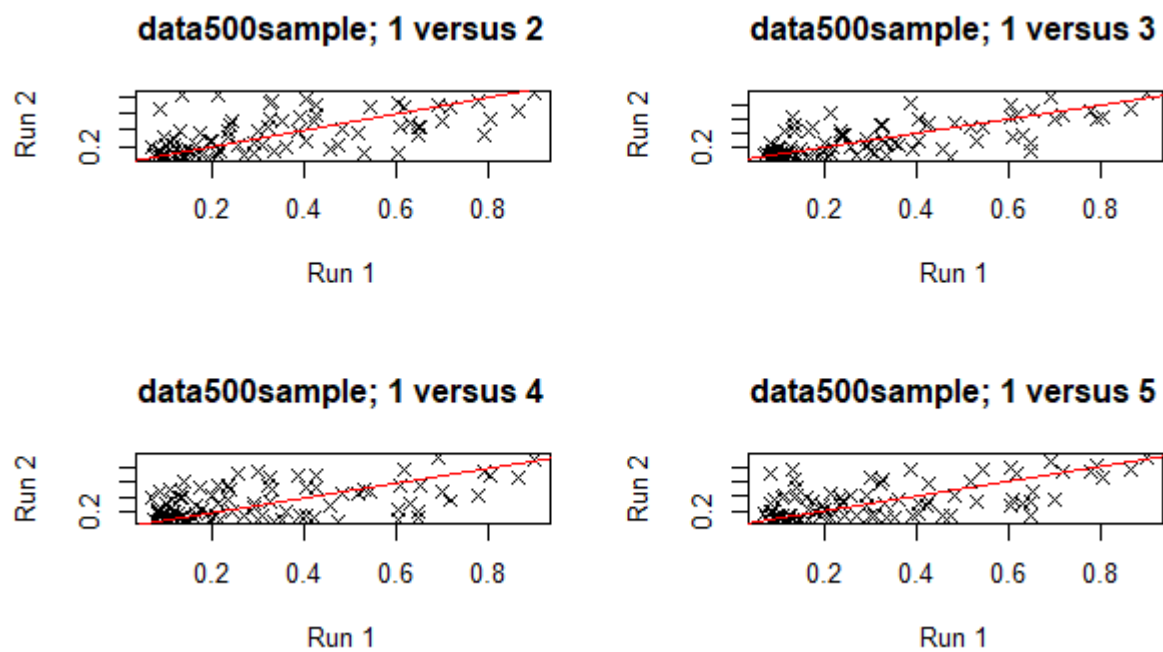 data500sample; 1 versus 2
Run 2
0.2
0.2 0.4 0.6 0.8
Run 1
data500sample; 1 versus 3
Run 2
0.2
0.2 0.4 0.6 0.8
Run 1
data500sample; 1 versus 4
Run 2
0.2
0.2 0.4 0.6 0.8
Run 1
data500sample; 1 versus 5
Run 2
0.2
0.2 0.4 0.6 0.8
Run 1